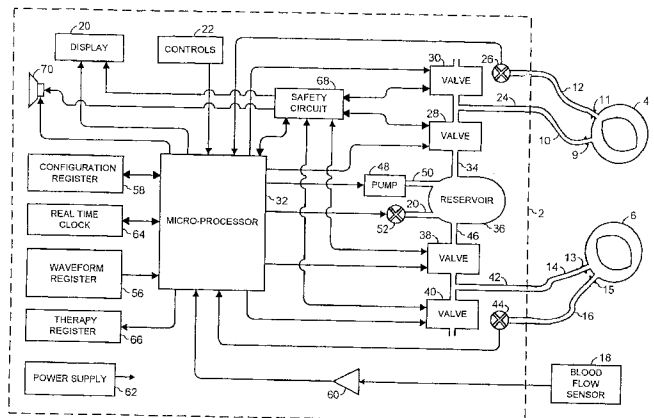 20
22
DISPLAY
CONTROLS
70
68
SAFETY
CIRCUIT
30
VALVE
26
12
11
4
24
10
9
28
VALVE
34
48
PUMP
50
RESERVOIR
20
52
36
2
46
38
VALVE
42
40
VALVE
44
6
13
14
15
16
CONFIGURATION
REGISTER
58
REAL TIME
CLOCK
64
WAVEFORM
REGISTER
56
THERAPY
REGISTER
66
POWER SUPPLY
62
MICRO-PROCESSOR
32
60
18
BLOOD
FLOW
SENSOR